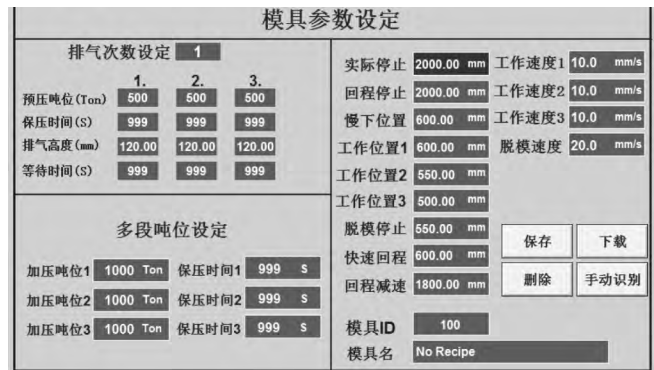 模具参数设定
排气次数设定 1
1. 2. 3.
预压吨位(Ton) 500 500 500
保压时间(S) 999 999 999
排气高度(mm) 120.00 120.00 120.00
等待时间(S) 999 999 999
多段吨位设定
加压吨位1 1000 Ton 保压时间1 999 S
加压吨位2 1000 Ton 保压时间2 999 S
加压吨位3 1000 Ton 保压时间3 999 S
实际停止 2000.00 mm 工作速度1 10.0 mm/s
回程停止 2000.00 mm 工作速度2 10.0 mm/s
慢下位置 600.00 mm 工作速度3 10.0 mm/s
工作位置1 600.00 mm 脱模速度 20.0 mm/s
工作位置2 550.00 mm
工作位置3 500.00 mm
脱模停止 550.00 mm
快速回程 600.00 mm
回程减速 1800.00 mm
保存 下载
删除 手动识别
模具ID 100
模具名 No Recipe